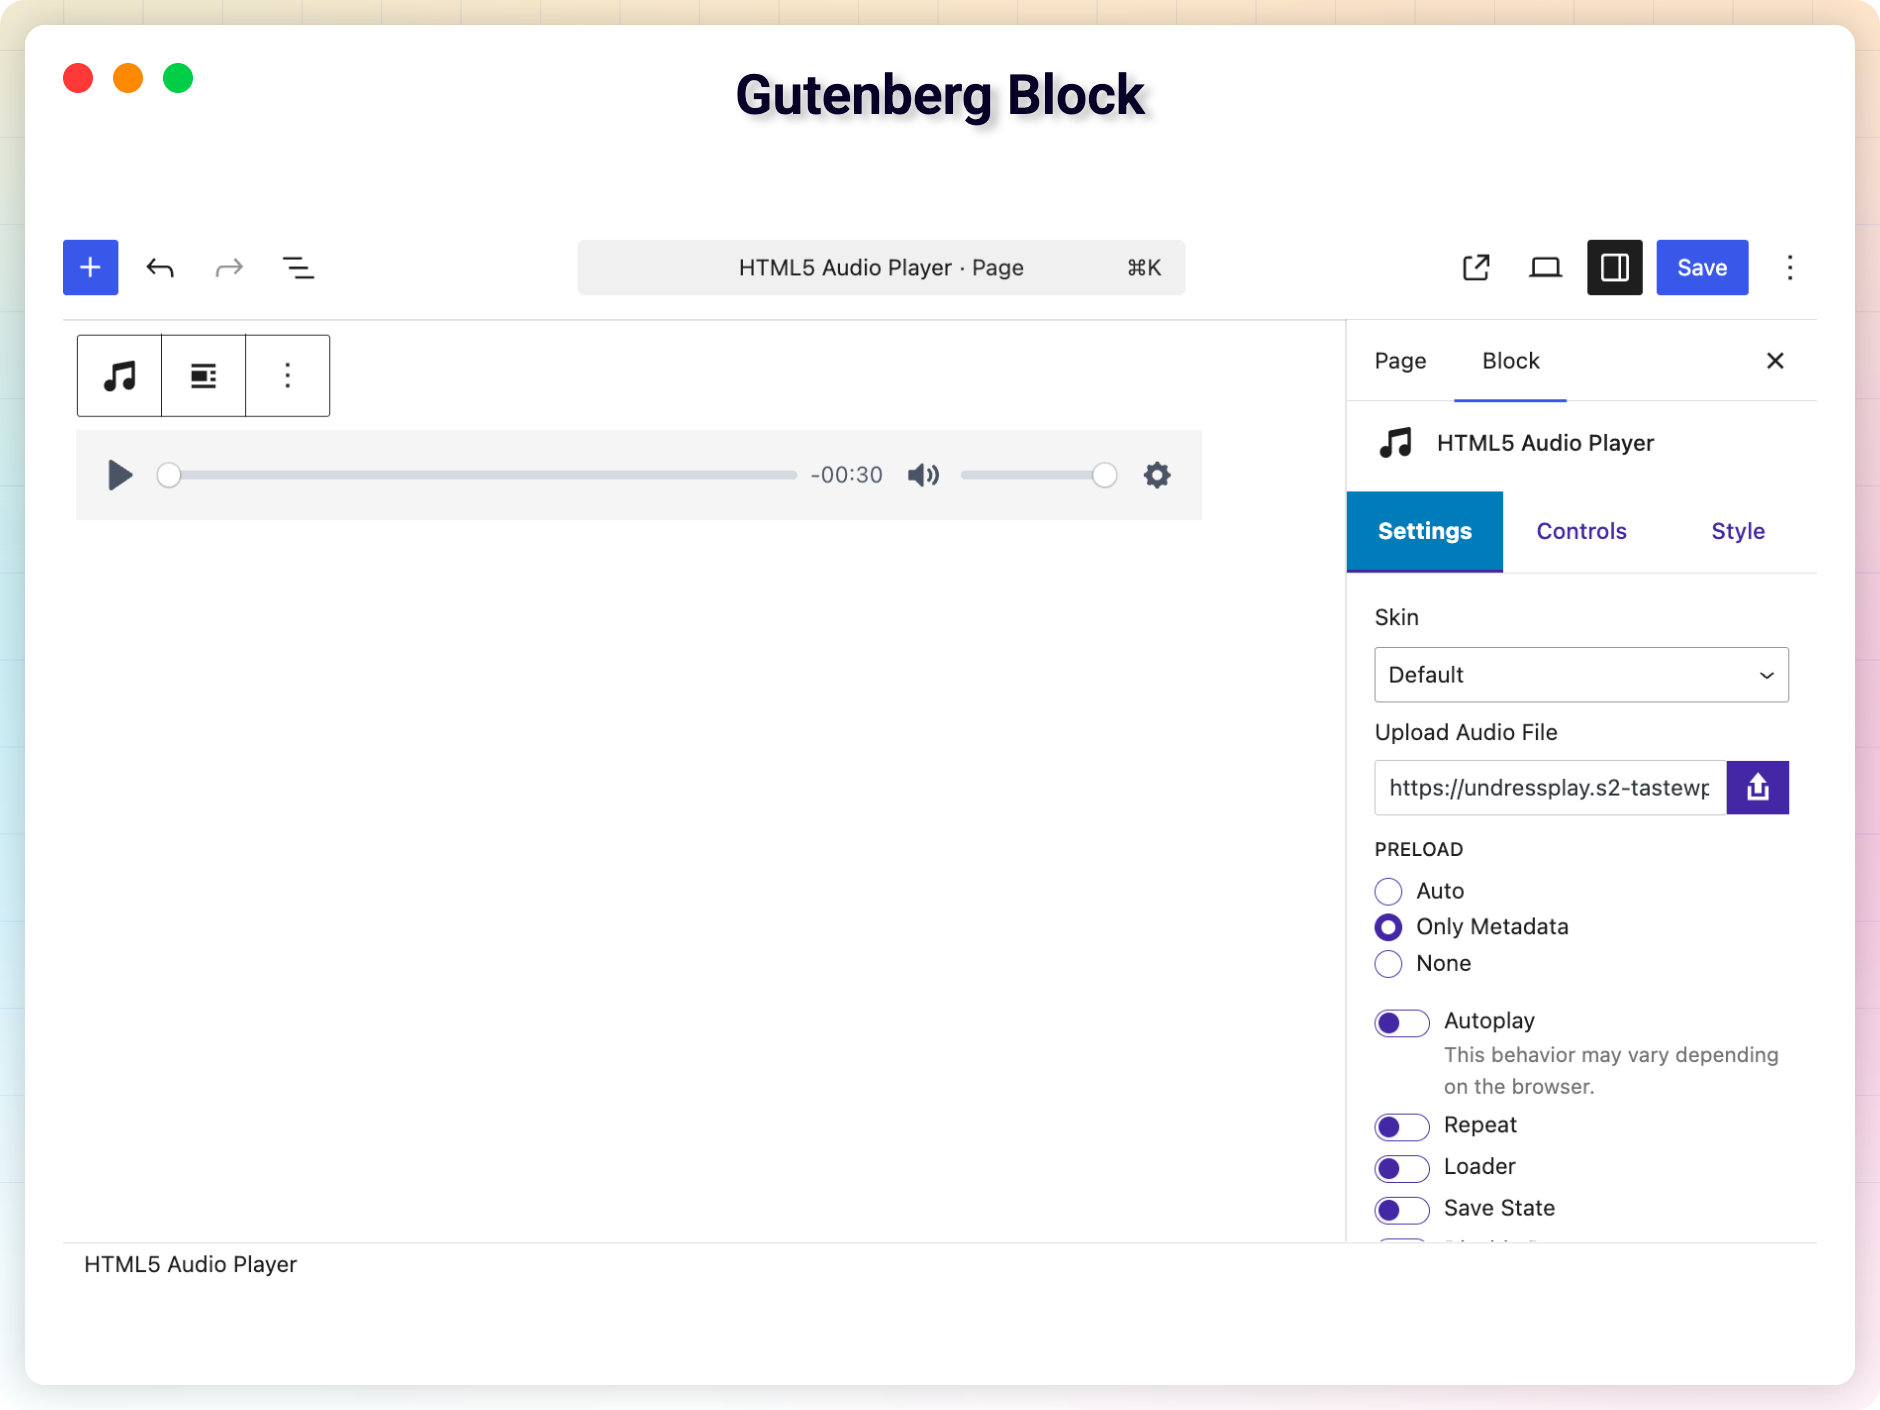 Gutenberg Block
HTML5 Audio Player · Page ⌘K
Save
Page Block
HTML5 Audio Player
-00:30
Settings Controls Style
Skin
Default
Upload Audio File
https://undressplay.s2-tastewp
PRELOAD
Auto
Only Metadata
None
Autoplay
This behavior may vary depending
on the browser.
Repeat
Loader
Save State
HTML5 Audio Player